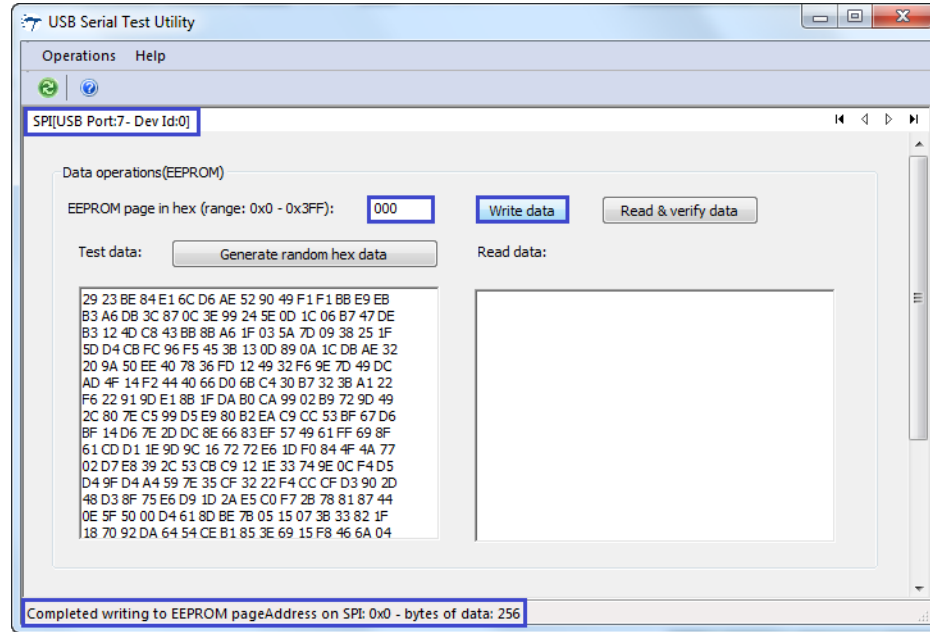 USB Serial Test Utility
Operations Help
SPI[USB Port:7- Dev Id:0]
Data operations(EEPROM)
EEPROM page in hex (range: 0x0 - 0x3FF): 000 Write data Read & verify data
Test data: Generate random hex data Read data:
29 23 BE 84 E1 6C D6 AE 52 90 49 F1 F1 BB E9 EB
B3 A6 DB 3C 87 0C 3E 99 24 5E 0D 1C 06 B7 47 DE
B3 12 4D C8 43 BB 8B A6 1F 03 5A 7D 09 38 25 1F
5D D4 CB FC 96 F5 45 3B 13 0D 89 0A 1C DB AE 32
20 9A 50 EE 40 78 36 FD 12 49 32 F6 9E 7D 49 DC
AD 4F 14 F2 44 40 66 D0 6B C4 30 B7 32 3B A1 22
F6 22 91 9D E1 8B 1F DA B0 CA 99 02 B9 72 9D 49
2C 80 7E C5 99 D5 E9 80 B2 EA C9 CC 53 BF 67 D6
BF 14 D6 7E 2D DC 8E 66 83 EF 57 49 61 FF 69 8F
61 CD D1 1E 9D 9C 16 72 72 E6 1D F0 84 4F 4A 77
02 D7 E8 39 2C 53 CB C9 12 1E 33 74 9E 0C F4 D5
D4 9F D4 A4 59 7E 35 CF 32 22 F4 CC CF D3 90 2D
48 D3 8F 75 E6 D9 1D 2A E5 C0 F7 2B 78 81 87 44
0E 5F 50 00 D4 61 8D BE 7B 05 15 07 3B 33 82 1F
18 70 92 DA 64 54 CE B1 85 3E 69 15 F8 46 6A 04
Completed writing to EEPROM pageAddress on SPI: 0x0 - bytes of data: 256